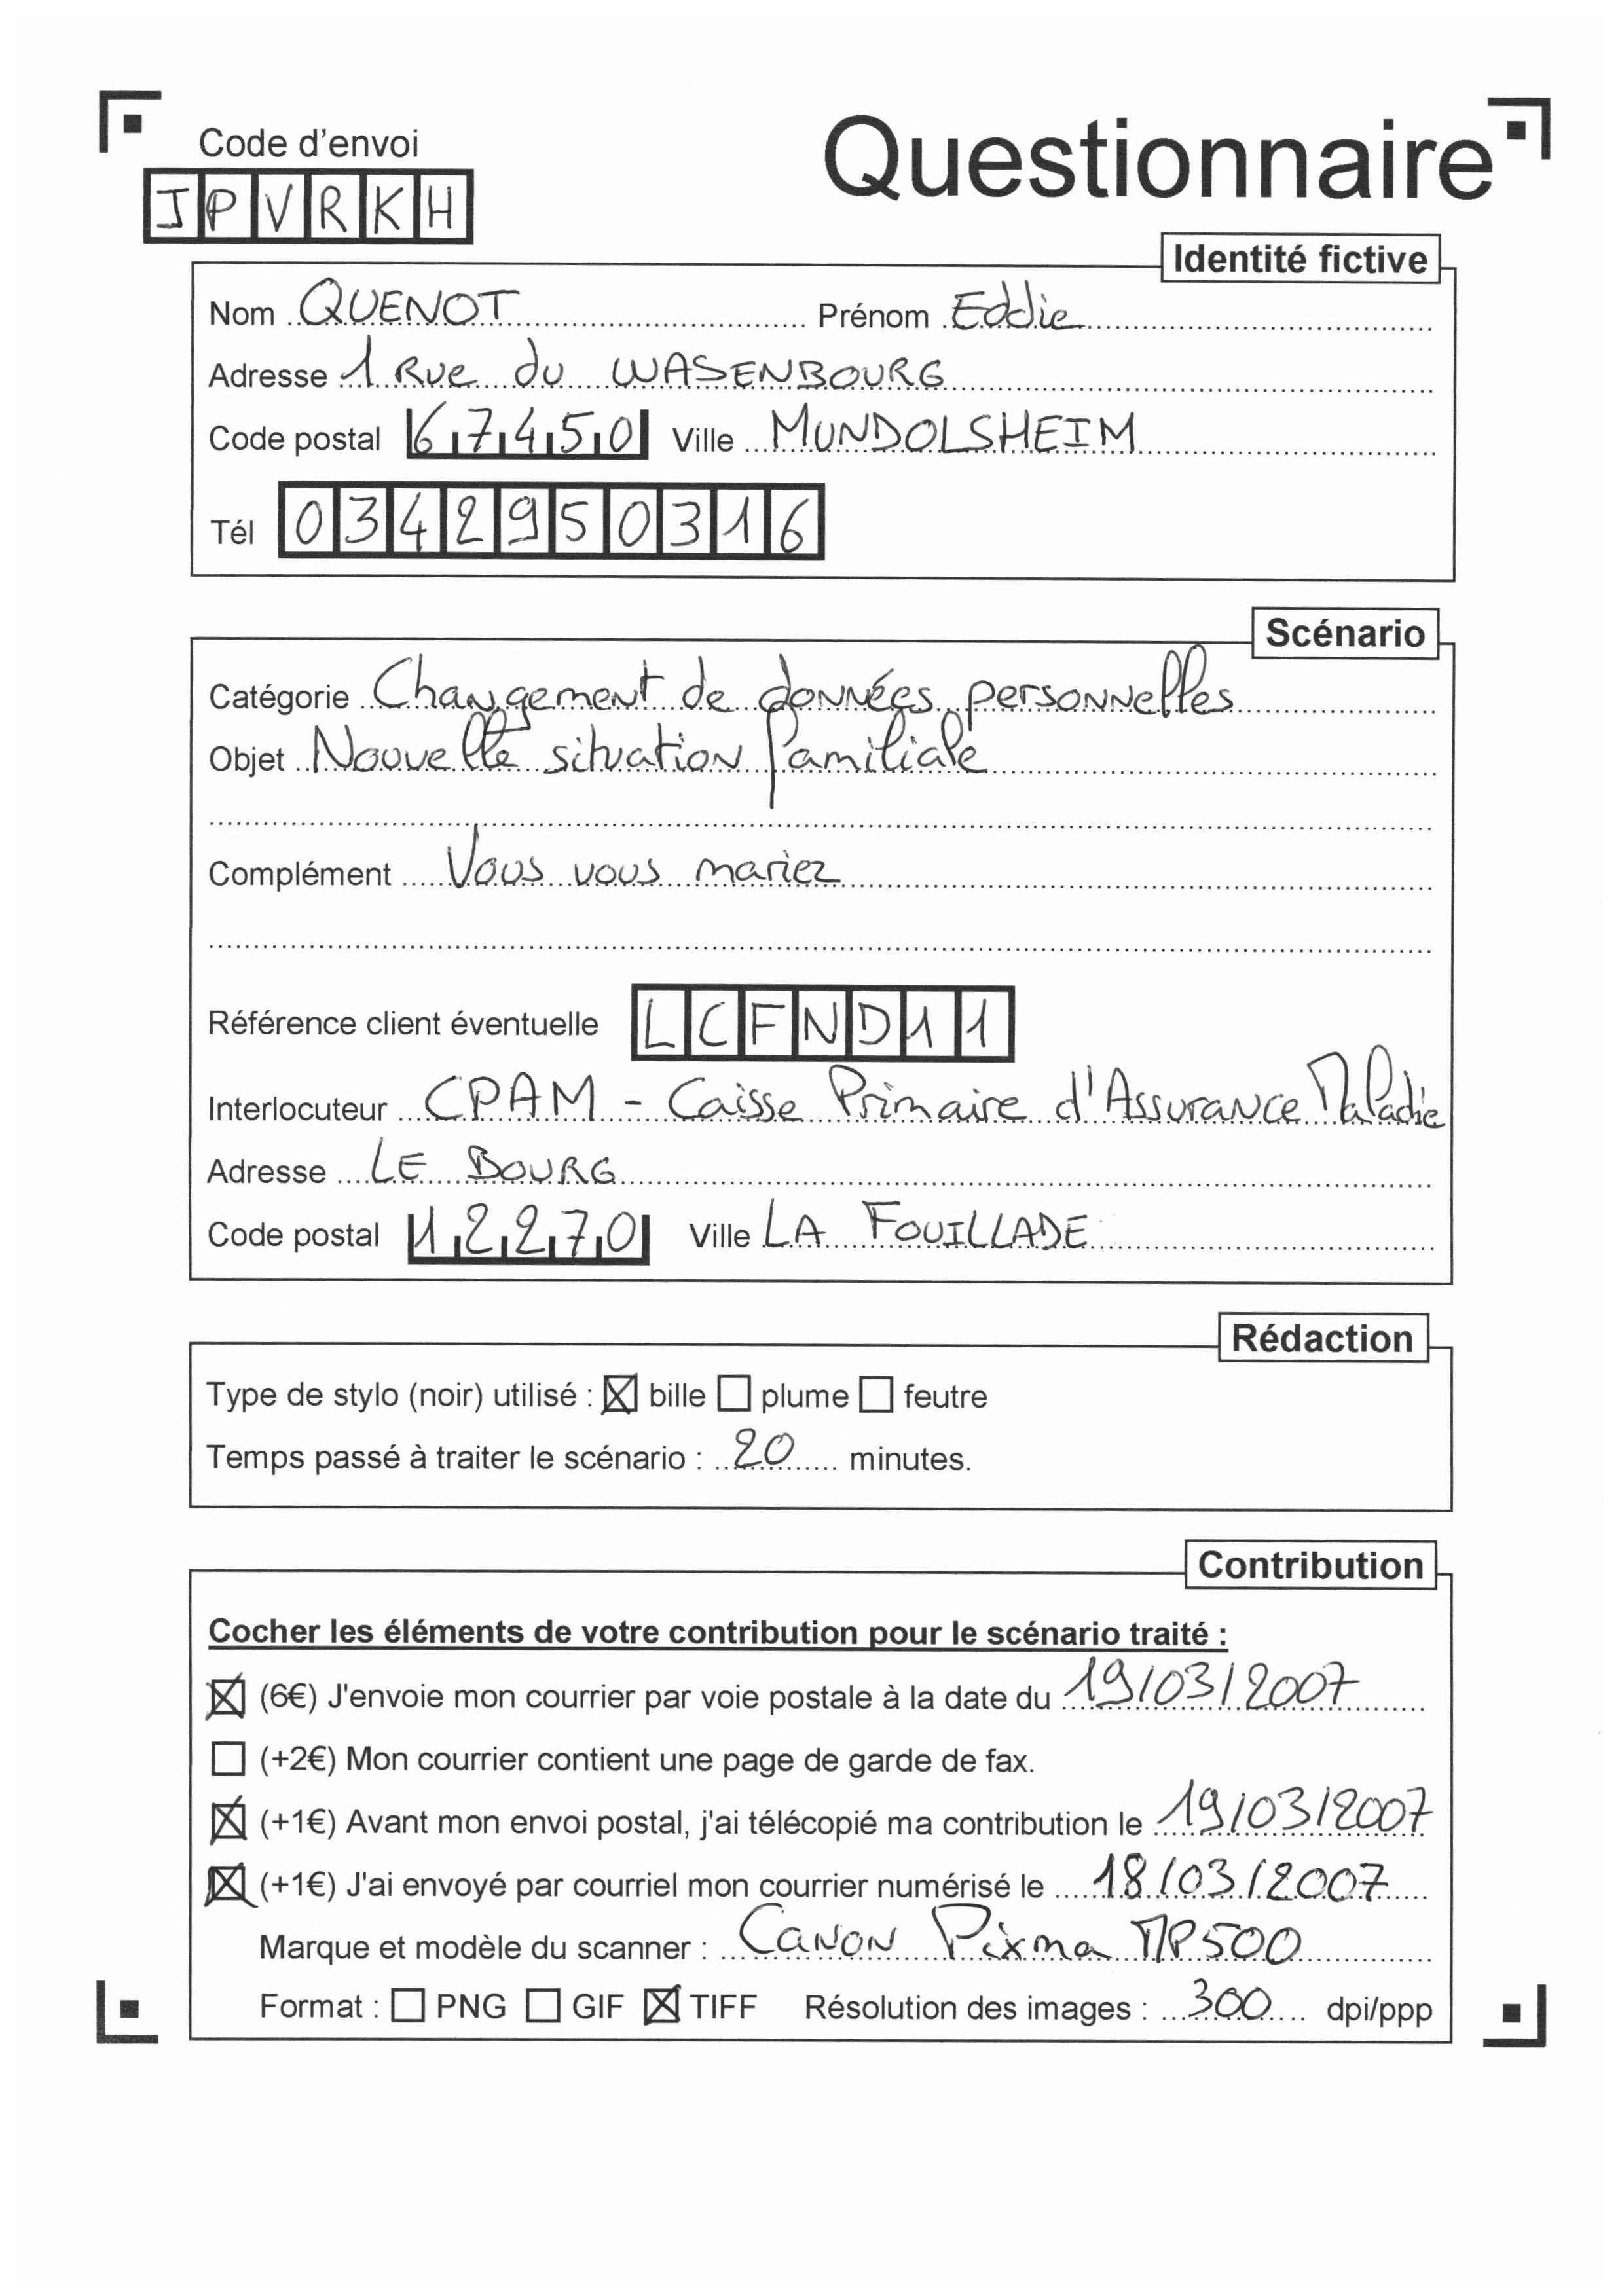 Code d'envoi
Questionnaire
JPVRKH
Identité fictive
Nom QUENOT Prénom Eddie
Adresse 1 Rue du WASENBOURG
Code postal 67450 Ville MUNDOLSHEIM
Tél 0342950316
Scénario
Catégorie Changement de données personnelles
Objet Nouvelle situation familiale
Complément Vous vous mariez
Référence client éventuelle LCFND11
Interlocuteur CPAM - Caisse Primaire d'Assurance Maladie
Adresse LE BOURG
Code postal 12270 Ville LA FOUILLADE
Rédaction
Type de stylo (noir) utilisé : ☒ bille ☐ plume ☐ feutre
Temps passé à traiter le scénario : 20 minutes.
Contribution
Cocher les éléments de votre contribution pour le scénario traité :
☒ (6€) J'envoie mon courrier par voie postale à la date du 19/03/2007
☐ (+2€) Mon courrier contient une page de garde de fax.
☒ (+1€) Avant mon envoi postal, j'ai télécopié ma contribution le 19/03/2007
☒ (+1€) J'ai envoyé par courriel mon courrier numérisé le 18/03/2007
Marque et modèle du scanner : CANON Pixma MP500
Format : ☐ PNG ☐ GIF ☒ TIFF Résolution des images : 300 dpi/ppp